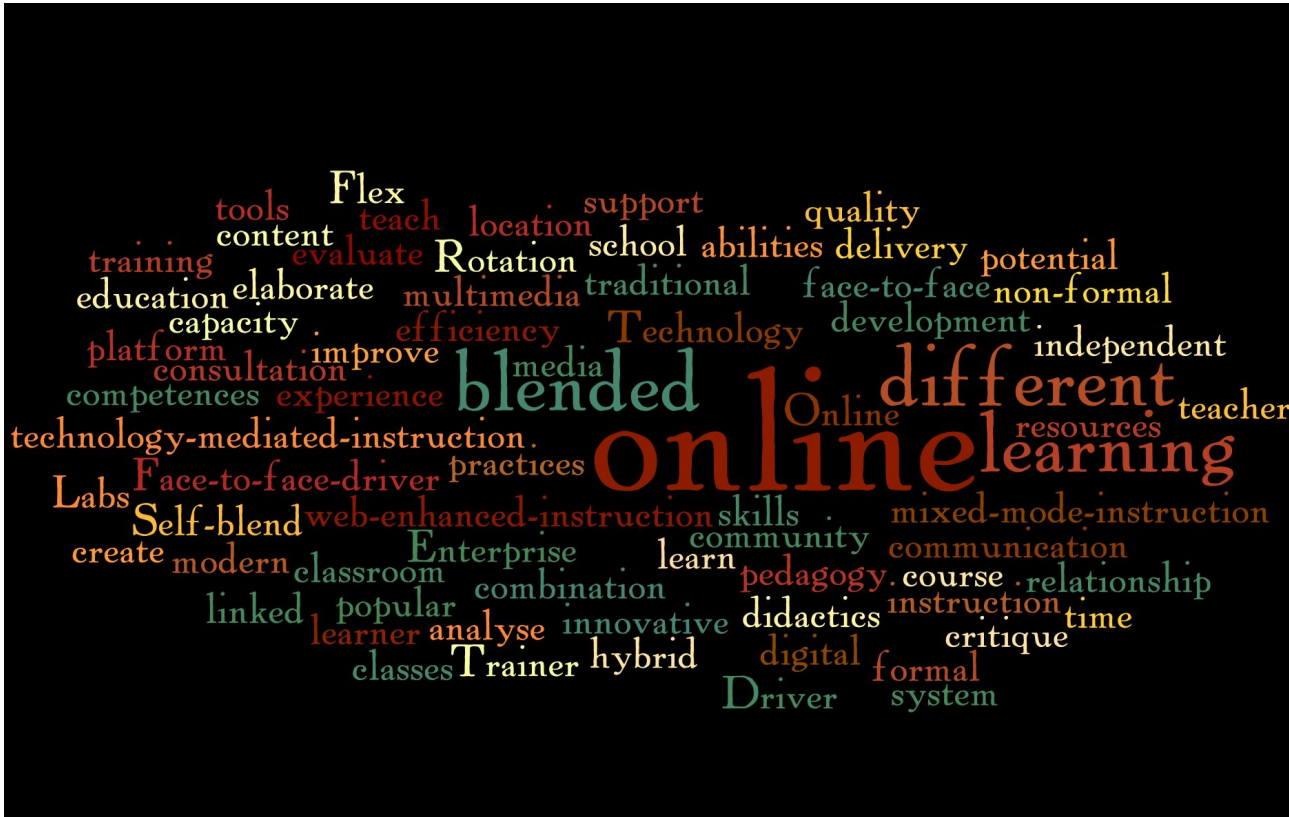 Flex
tools teach location support quality
content evaluate Rotation school abilities delivery potential
training
education elaborate multimedia traditional face-to-face non-formal
capacity efficiency Technology development independent
platform improve
consultation blended media different
competences experience Online teacher
technology-mediated-instruction. practices online learning resources
Face-to-face-driver
Labs
Self-blend web-enhanced-instruction skills mixed-mode-instruction
create modern Enterprise learn community communication
classroom combination pedagogy. course . relationship
linked popular innovative didactics instruction time
learner analyse critique
classes Trainer hybrid digital formal
Driver system